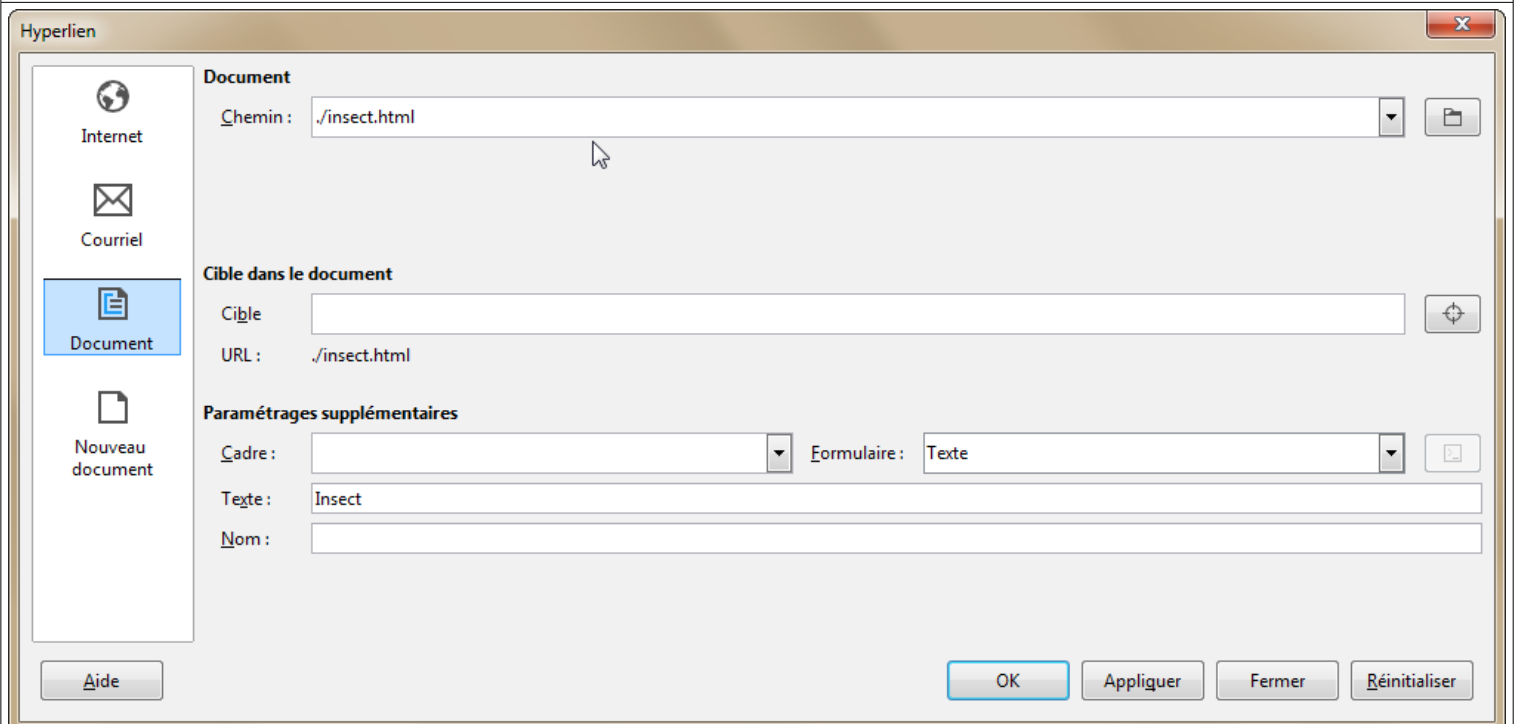 Hyperlien
Internet
Courriel
Document
Nouveau
document
Document
Chemin : ./insect.html
Cible dans le document
Cible
URL : ./insect.html
Paramétrages supplémentaires
Cadre : Formulaire : Texte
Texte : Insect
Nom :
Aide OK Appliquer Fermer Réinitialiser